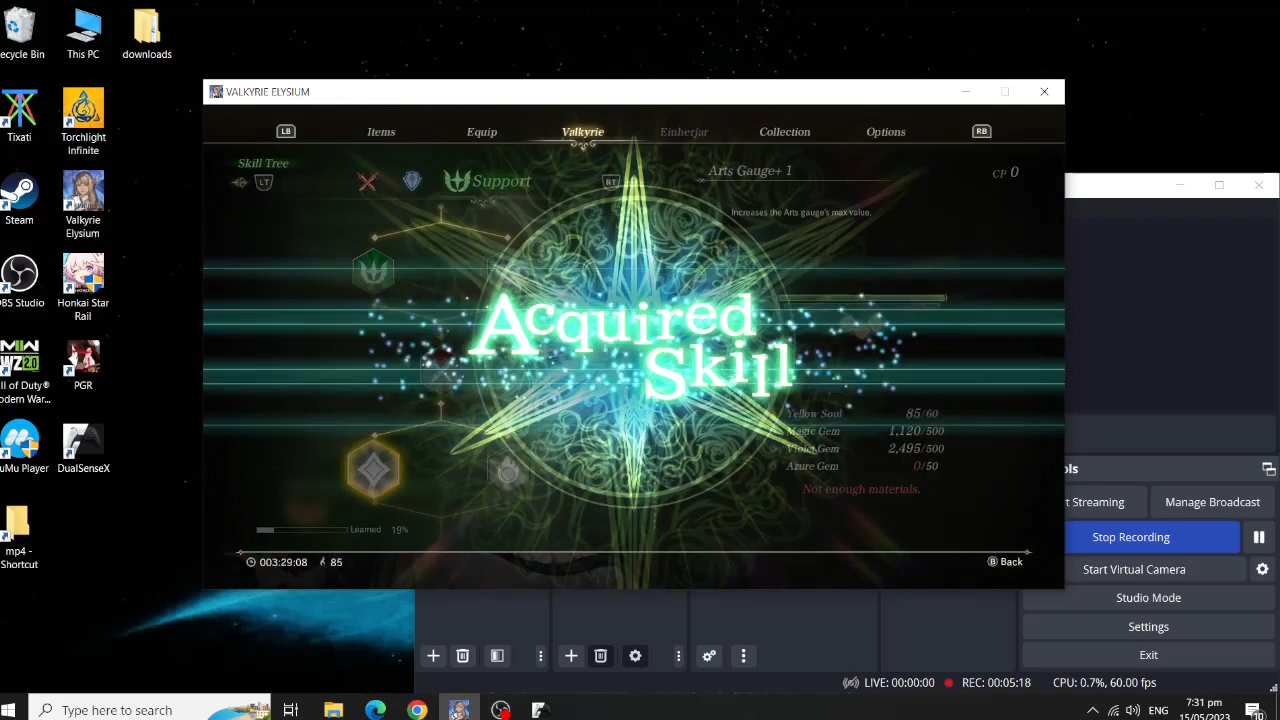 ecycle Bin
This PC
downloads
Tixati
Torchlight
Infinite
Steam
Valkyrie
Elysium
OBS Studio
Honkai Star
Rail
ll of Duty®
odern War...
PGR
uMu Player
DualSenseX
mp4 -
Shortcut
VALKYRIE ELYSIUM
LB
Items
Equip
Valkyrie
Einherjar
Collection
Options
RB
Skill Tree
LT
Support
RT
Arts Gauge+ 1
CP 0
Increases the Arts gauge's max value.
Acquired
Skill
Yellow Soul 85/60
Magic Gem 1,120/500
Violet Gem 2,495/500
Azure Gem 0/50
Not enough materials.
Learned 19%
003:29:08 85
B Back
ols
rt Streaming
Manage Broadcast
Stop Recording
Start Virtual Camera
Studio Mode
Settings
Exit
LIVE: 00:00:00
REC: 00:05:18
CPU: 0.7%, 60.00 fps
Type here to search
ENG
7:31 pm
15/05/2023
10